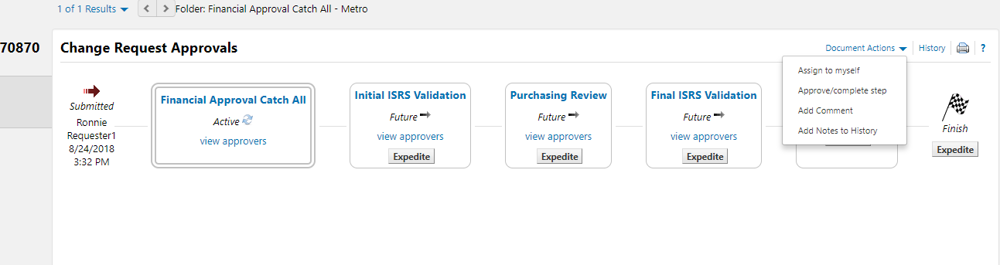 1 of 1 Results
Folder: Financial Approval Catch All - Metro
70870
Change Request Approvals
Document Actions
History
?
Assign to myself
Approve/complete step
Add Comment
Add Notes to History
Submitted
Ronnie
Requester1
8/24/2018
3:32 PM
Financial Approval Catch All
Active
view approvers
Initial ISRS Validation
Future
view approvers
Expedite
Purchasing Review
Future
view approvers
Expedite
Final ISRS Validation
Future
view approvers
Expedite
Finish
Expedite